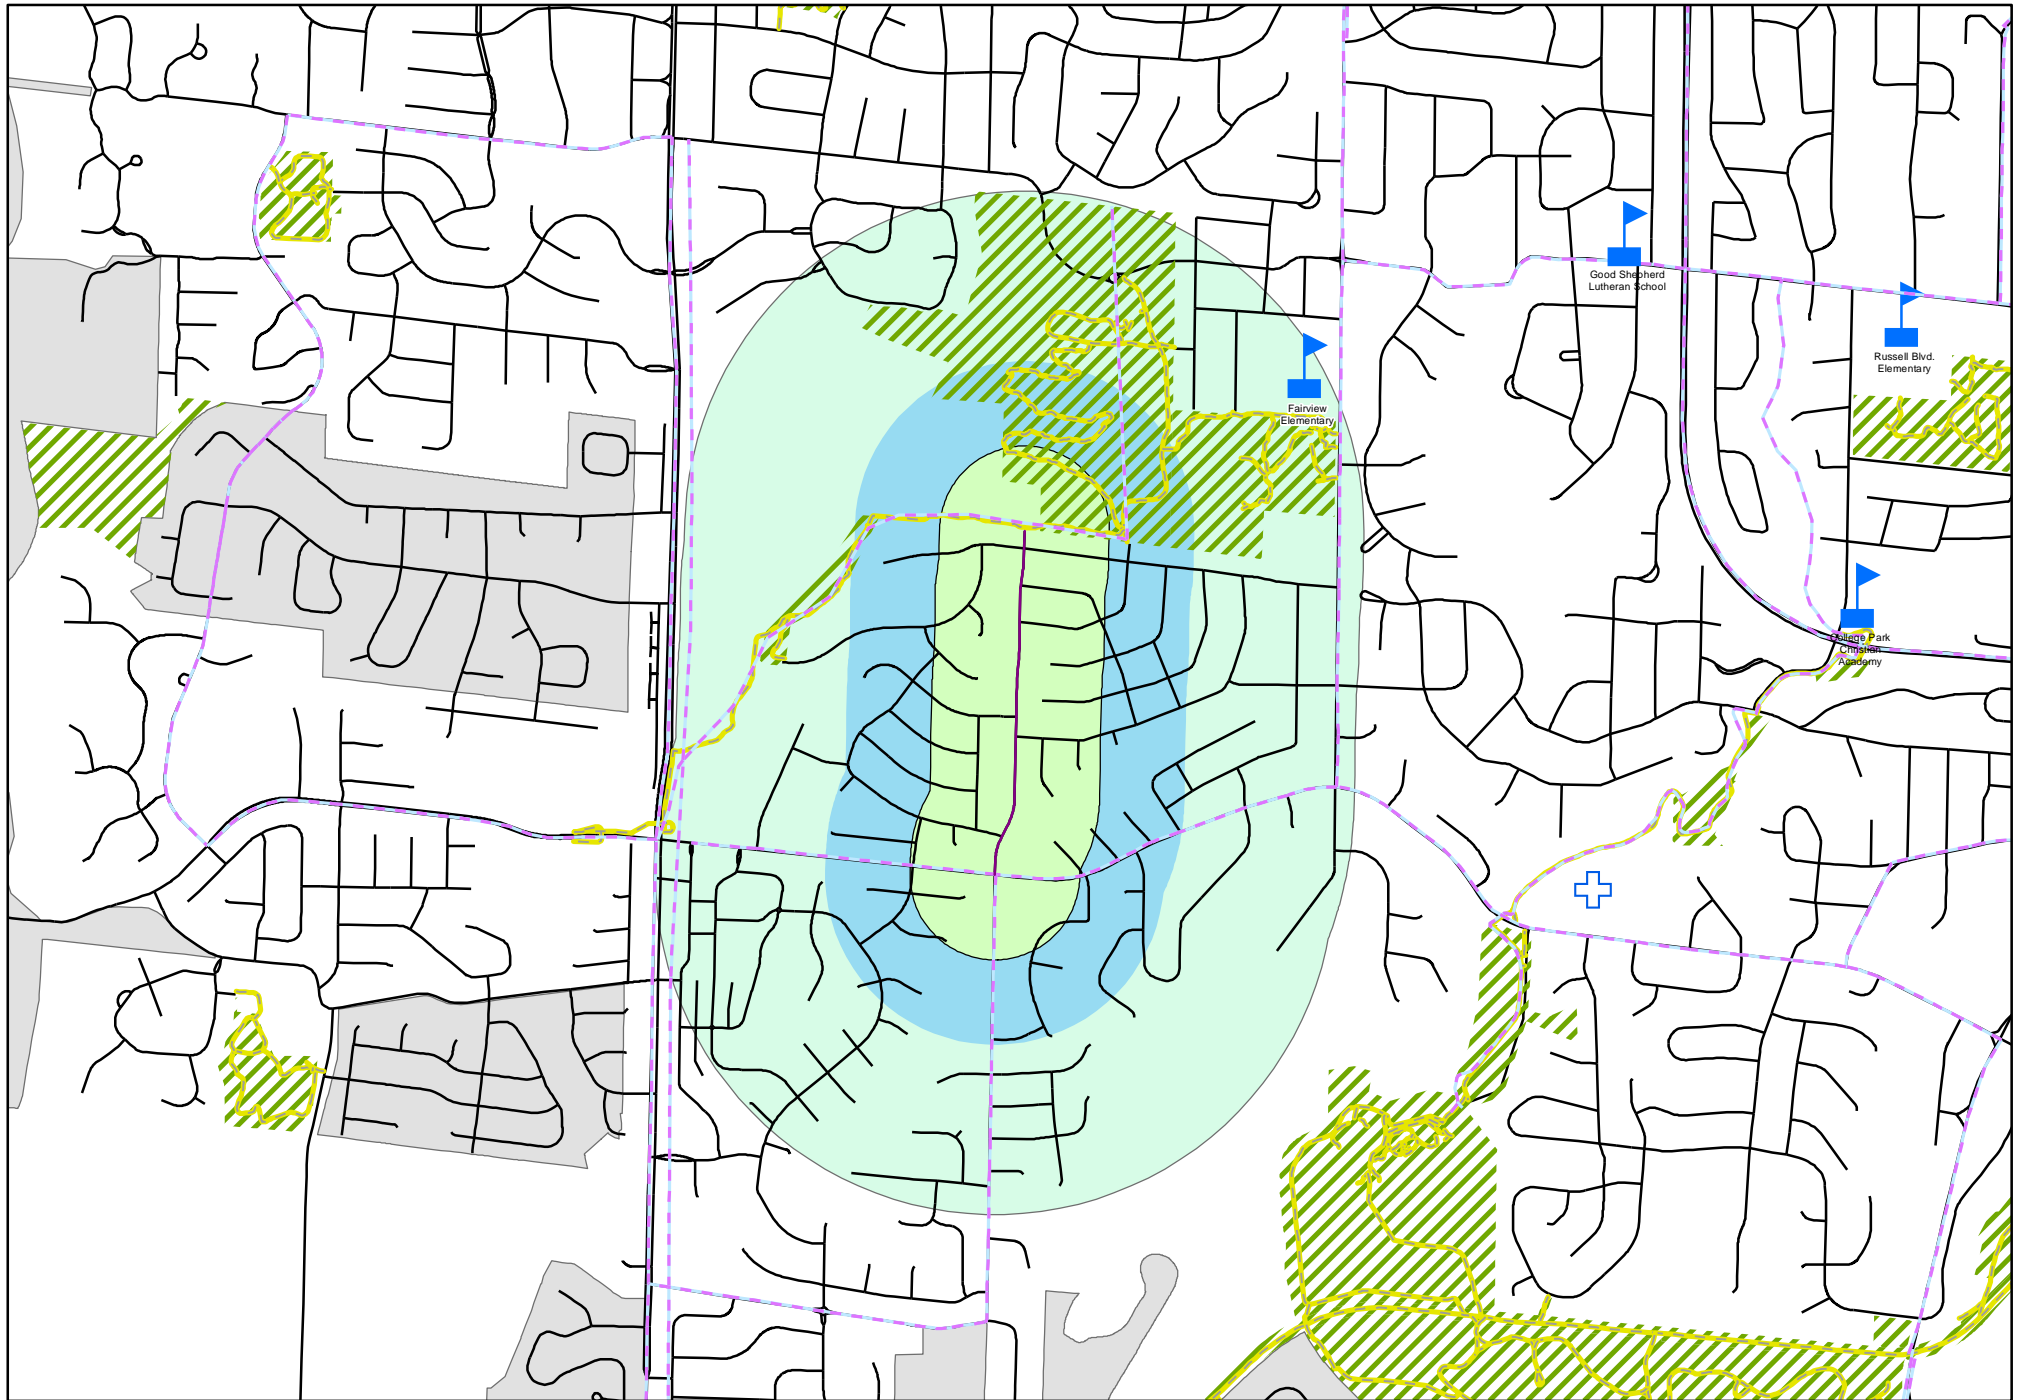 Good Shepherd
Lutheran School
Russell Blvd.
Elementary
Fairview
Elementary
College Park
Christian
Academy